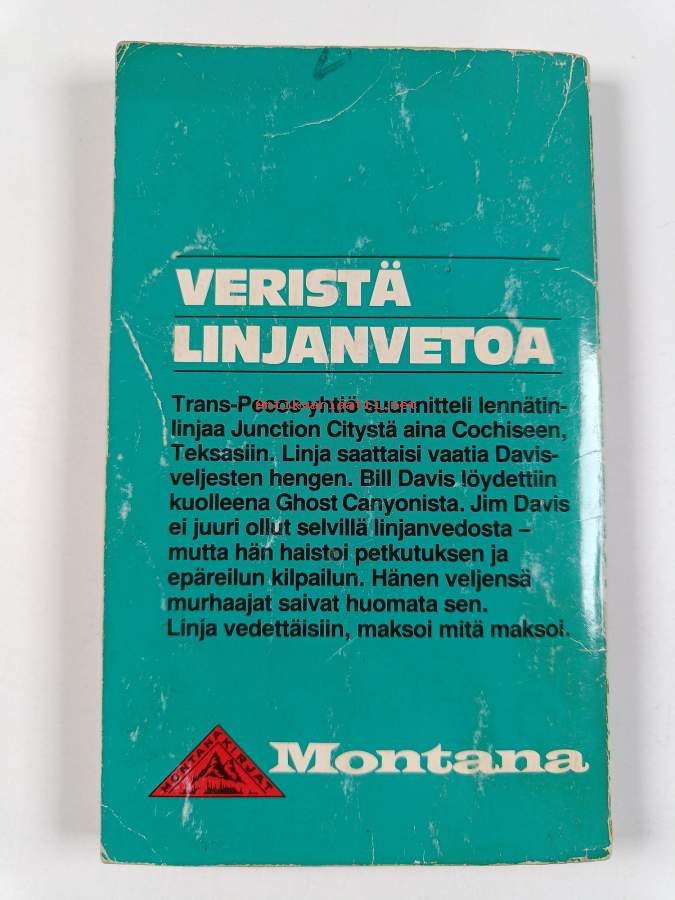 VERISTÄ
LINJANVETOA
Trans-Pecos-yhtiö suunnitteli lennätin-
linjaa Junction Citystä aina Cochiseen,
Teksasiin. Linja saattaisi vaatia Davis-
veljesten hengen. Bill Davis löydettiin
kuolleena Ghost Canyonista. Jim Davis
ei juuri ollut selvillä linjanvedosta –
mutta hän haistoi petkutuksen ja
epäreilun kilpailun. Hänen veljensä
murhaajat saivat huomata sen.
Linja vedettäisiin, maksoi mitä maksoi.
antikvariaatti.net
MONTANAKIRJAT
Montana